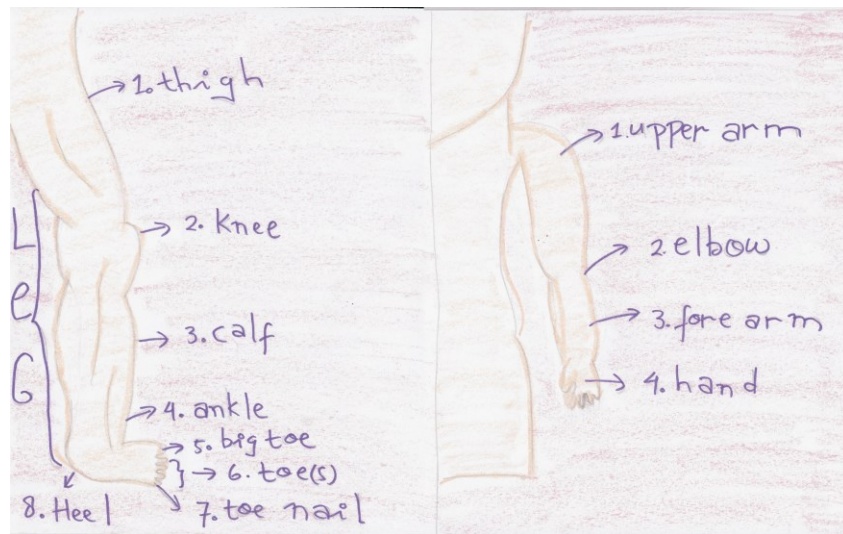 1. thigh
2. knee
LeG
3. calf
4. ankle
5. big toe
6. toe(s)
7. toe nail
8. Heel
1. upper arm
2. elbow
3. fore arm
4. hand